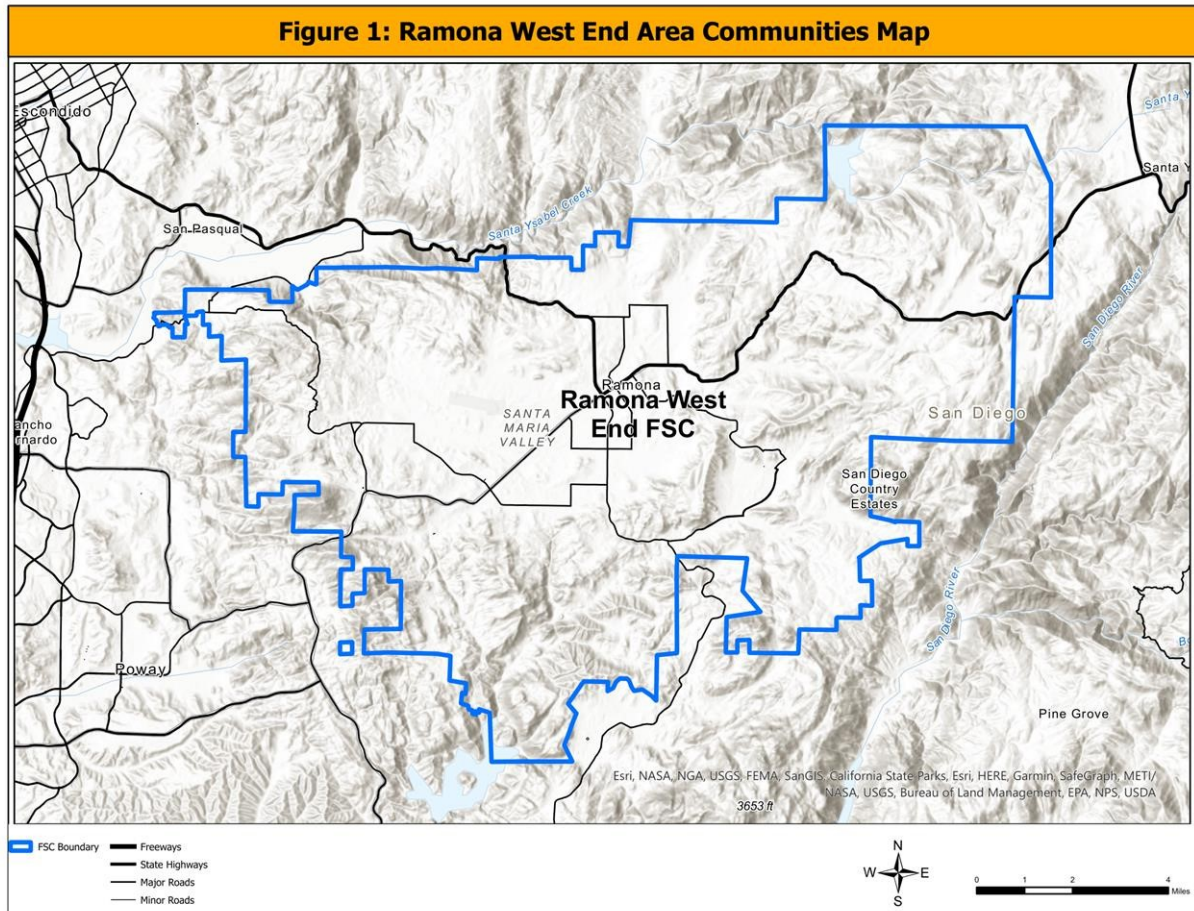 Figure 1: Ramona West End Area Communities Map
Escondido
Santa Y
Santa Y
San Pasqual
Santa Ysabel Creek
San Diego River
Ramona
Ramona West
End FSC
SANTA
MARIA
VALLEY
San Diego
ancho
rnardo
San Diego
Country
Estates
San Diego River
B
Poway
Pine Grove
Esri, NASA, NGA, USGS, FEMA, SanGIS, California State Parks, Esri, HERE, Garmin, SafeGraph, METI/
NASA, USGS, Bureau of Land Management, EPA, NPS, USDA
3653 ft
FSC Boundary
Freeways
State Highways
Major Roads
Minor Roads
N
W
E
S
0 1 2 4
Miles